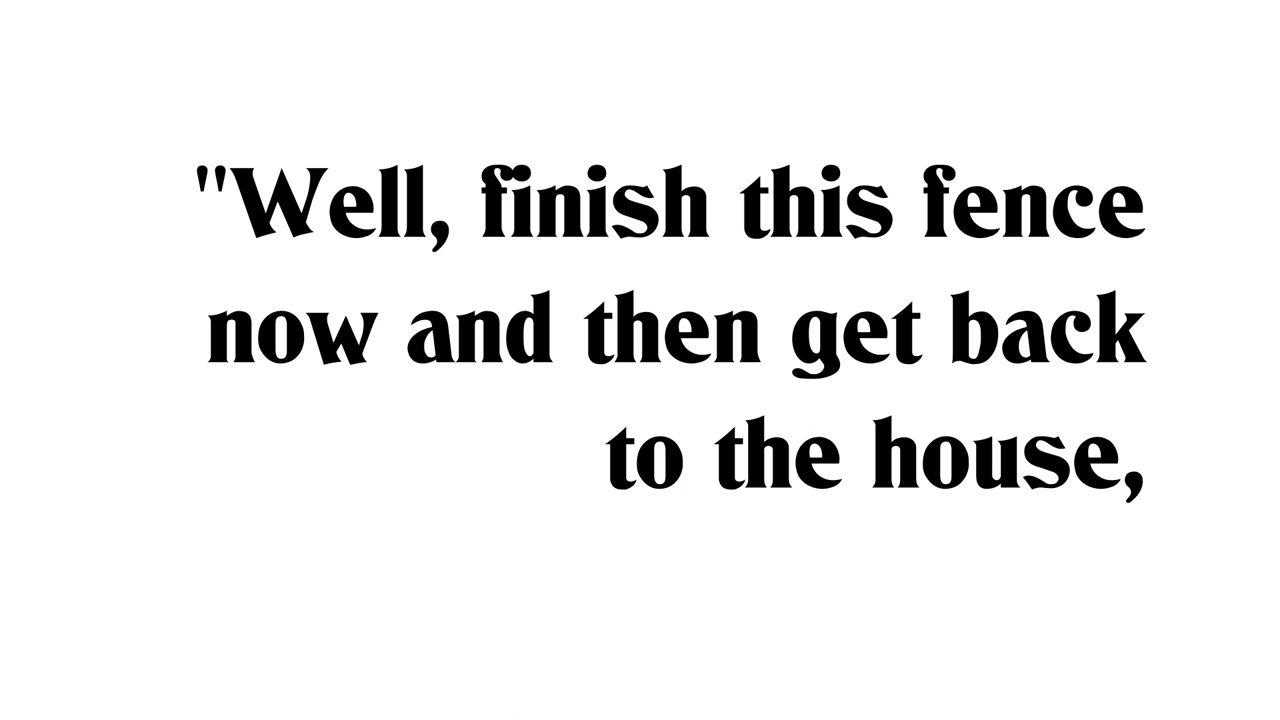 "Well, finish this fence
now and then get back
to the house,